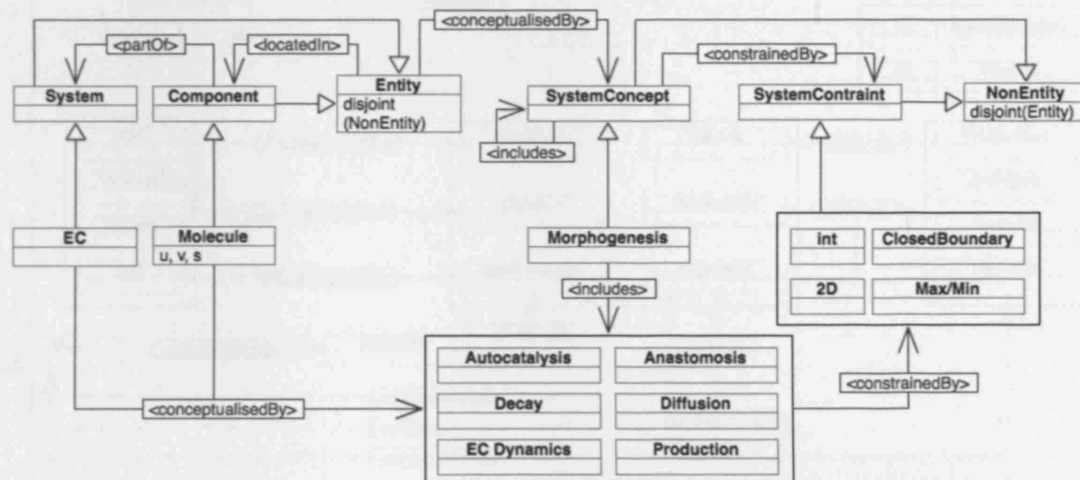 <conceptualisedBy>
<partOf>
<locatedIn>
<constrainedBy>
System
Component
Entity
disjoint
(NonEntity)
SystemConcept
SystemContraint
NonEntity
disjoint(Entity)
<includes>
EC
Molecule
u, v, s
Morphogenesis
Int
ClosedBoundary
2D
Max/Min
<includes>
Autocatalysis
Anastomosis
<constrainedBy>
Decay
Diffusion
<conceptualisedBy>
EC Dynamics
Production